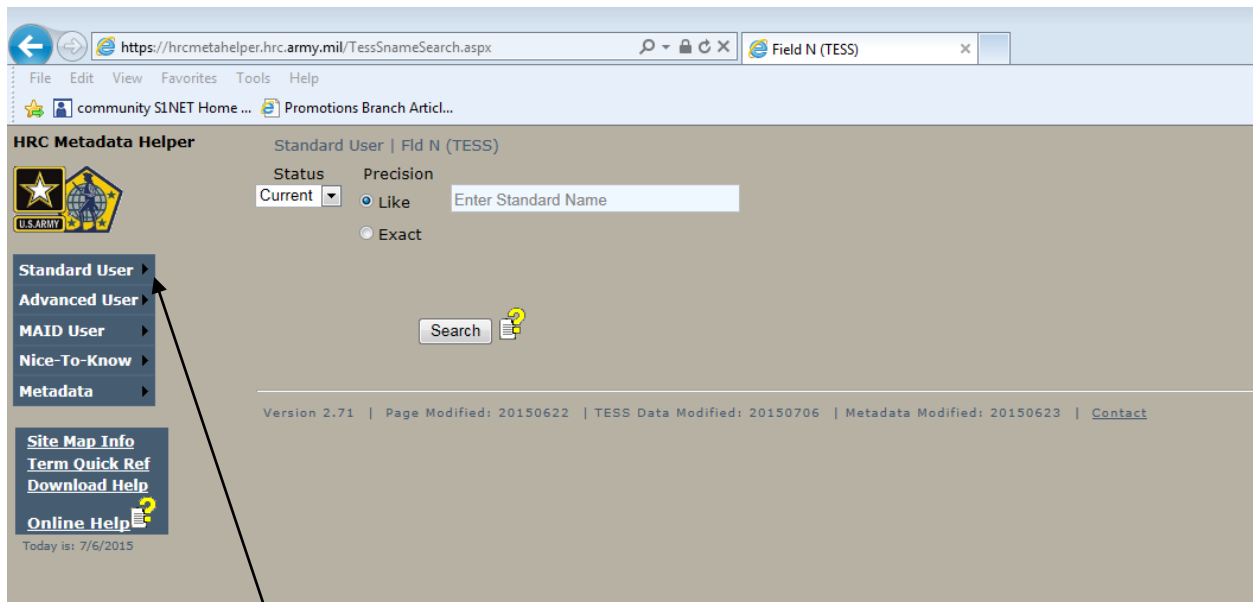 https://hrcmetahelper.hrc.army.mil/TessSnameSearch.aspx
Field N (TESS)
File Edit View Favorites Tools Help
community S1NET Home ... Promotions Branch Articl...
HRC Metadata Helper
Standard User | Fld N (TESS)
Status Precision
Current Like Enter Standard Name
Exact
U.S.ARMY
Standard User
Advanced User
MAID User
Nice-To-Know
Metadata
Search
Version 2.71 | Page Modified: 20150622 | TESS Data Modified: 20150706 | Metadata Modified: 20150623 | Contact
Site Map Info
Term Quick Ref
Download Help
Online Help
Today is: 7/6/2015